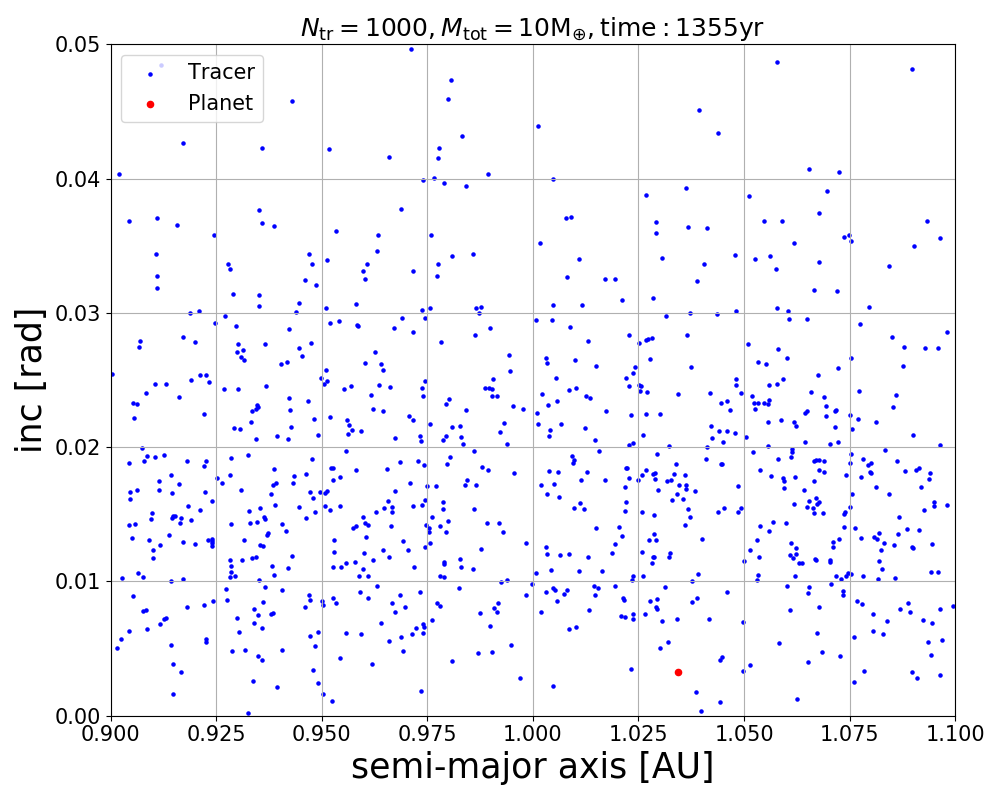 N_tr = 1000, M_tot = 10M_⊕, time : 1355yr
Tracer
Planet
0.05
0.04
0.03
0.02
0.01
0.00
inc [rad]
0.900 0.925 0.950 0.975 1.000 1.025 1.050 1.075 1.100
semi-major axis [AU]